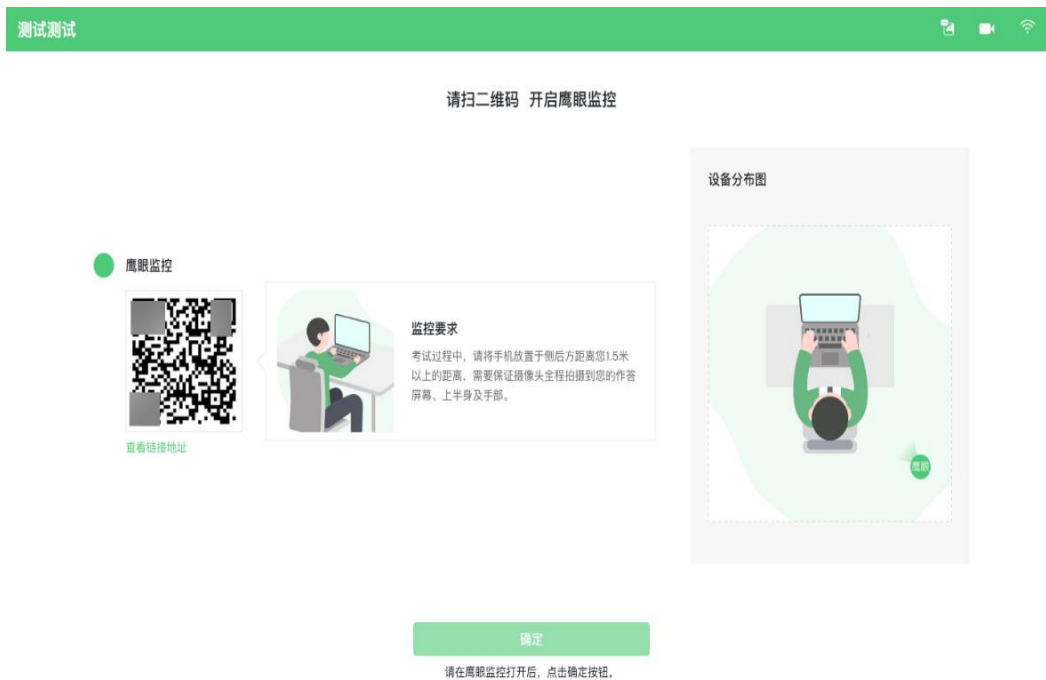 测试测试
请扫二维码 开启鹰眼监控
设备分布图
鹰眼监控
监控要求
考试过程中，请将手机放置于侧后方距离您1.5米
以上的距离，需要保证摄像头全程拍摄到您的作答
屏幕、上半身及手部。
查看链接地址
鹰眼
确定
请在鹰眼监控打开后，点击确定按钮。